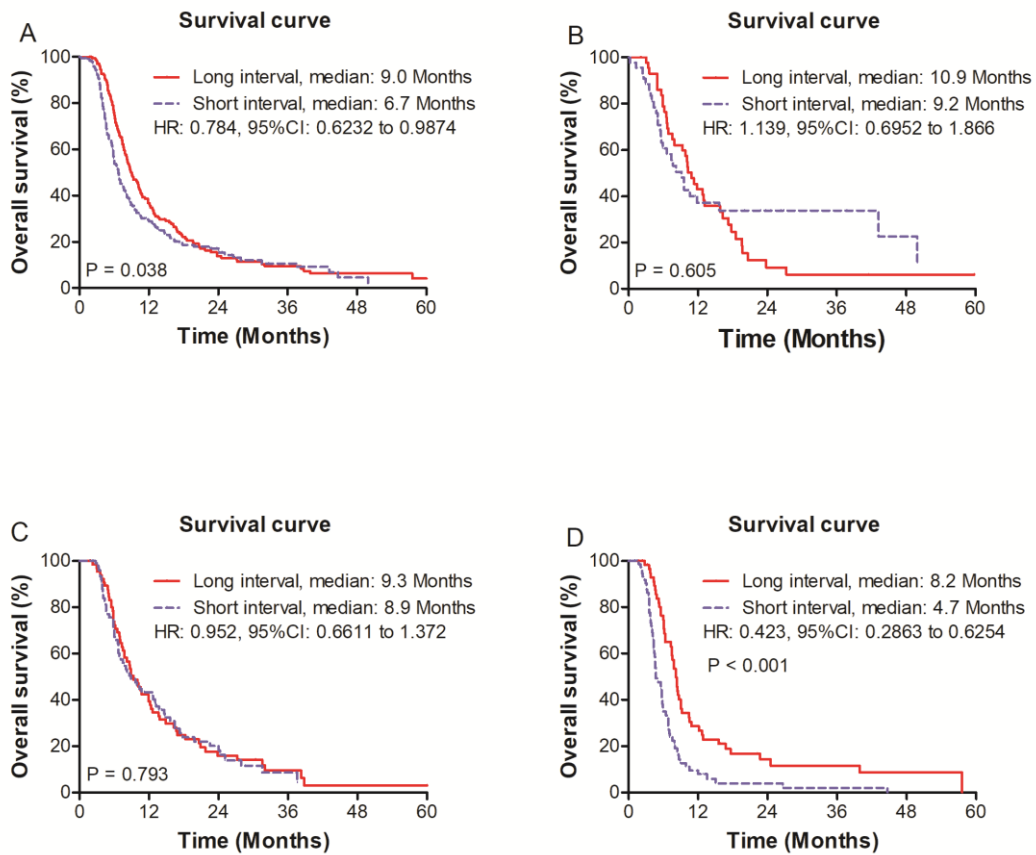 A
Survival curve
Overall survival (%)
100
80
60
40
20
0
Long interval, median: 9.0 Months
Short interval, median: 6.7 Months
HR: 0.784, 95%CI: 0.6232 to 0.9874
P = 0.038
0 12 24 36 48 60
Time (Months)
B
Survival curve
Overall survival (%)
100
80
60
40
20
0
Long interval, median: 10.9 Months
Short interval, median: 9.2 Months
HR: 1.139, 95%CI: 0.6952 to 1.866
P = 0.605
0 12 24 36 48 60
Time (Months)
C
Survival curve
Overall survival (%)
100
80
60
40
20
0
Long interval, median: 9.3 Months
Short interval, median: 8.9 Months
HR: 0.952, 95%CI: 0.6611 to 1.372
P = 0.793
0 12 24 36 48 60
Time (Months)
D
Survival curve
Overall survival (%)
100
80
60
40
20
0
Long interval, median: 8.2 Months
Short interval, median: 4.7 Months
HR: 0.423, 95%CI: 0.2863 to 0.6254
P < 0.001
0 12 24 36 48 60
Time (Months)